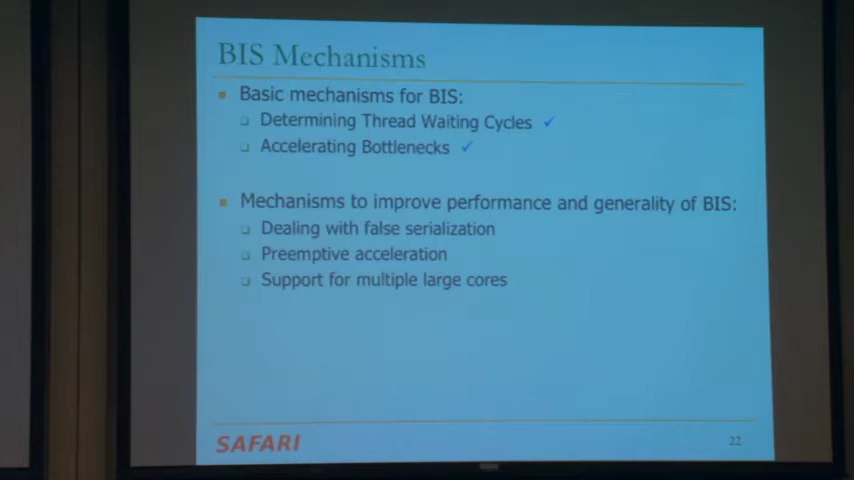 BIS Mechanisms
Basic mechanisms for BIS:
Determining Thread Waiting Cycles ✓
Accelerating Bottlenecks ✓
Mechanisms to improve performance and generality of BIS:
Dealing with false serialization
Preemptive acceleration
Support for multiple large cores
SAFARI
22